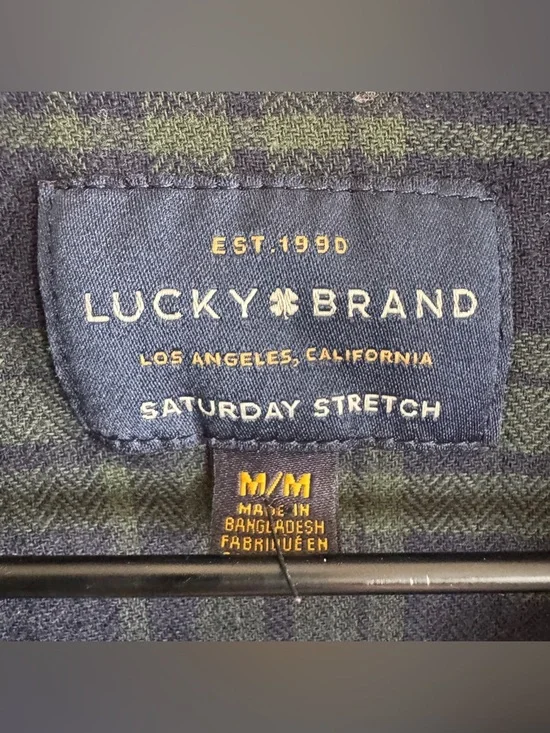 EST.1990
LUCKY BRAND
LOS ANGELES, CALIFORNIA
SATURDAY STRETCH
M/M
MADE IN
BANGLADESH
FABRIQUÉ EN